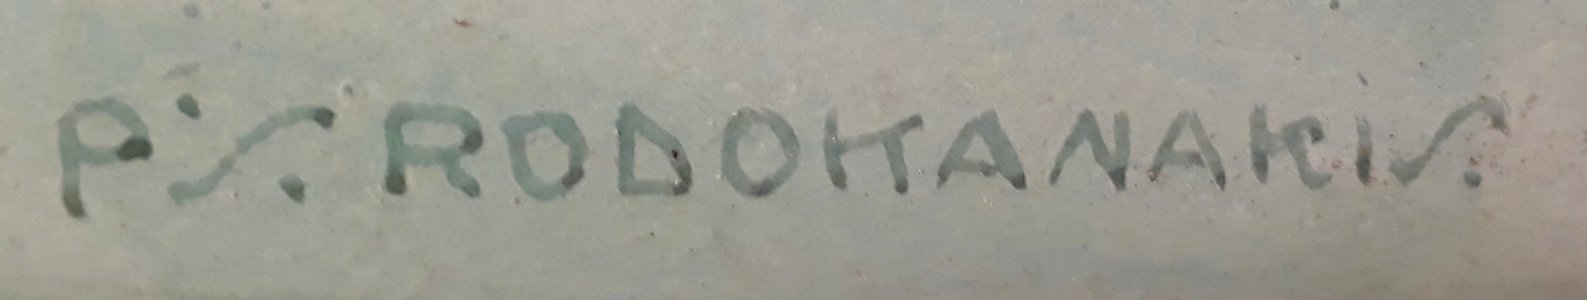 P. S. RODOKANAKIS.